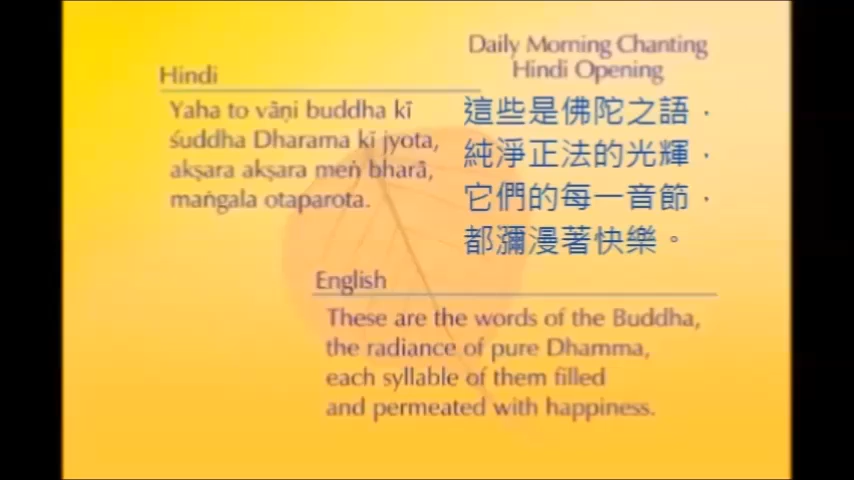 Daily Morning Chanting
Hindi Opening
Hindi
Yaha to vāṇi buddha kī
śuddha Dharama kī jyota,
akṣara akṣara meṅ bharā,
maṅgala otaparota.
這些是佛陀之語，
純淨正法的光輝，
它們的每一音節，
都瀰漫著快樂。
English
These are the words of the Buddha,
the radiance of pure Dhamma,
each syllable of them filled
and permeated with happiness.